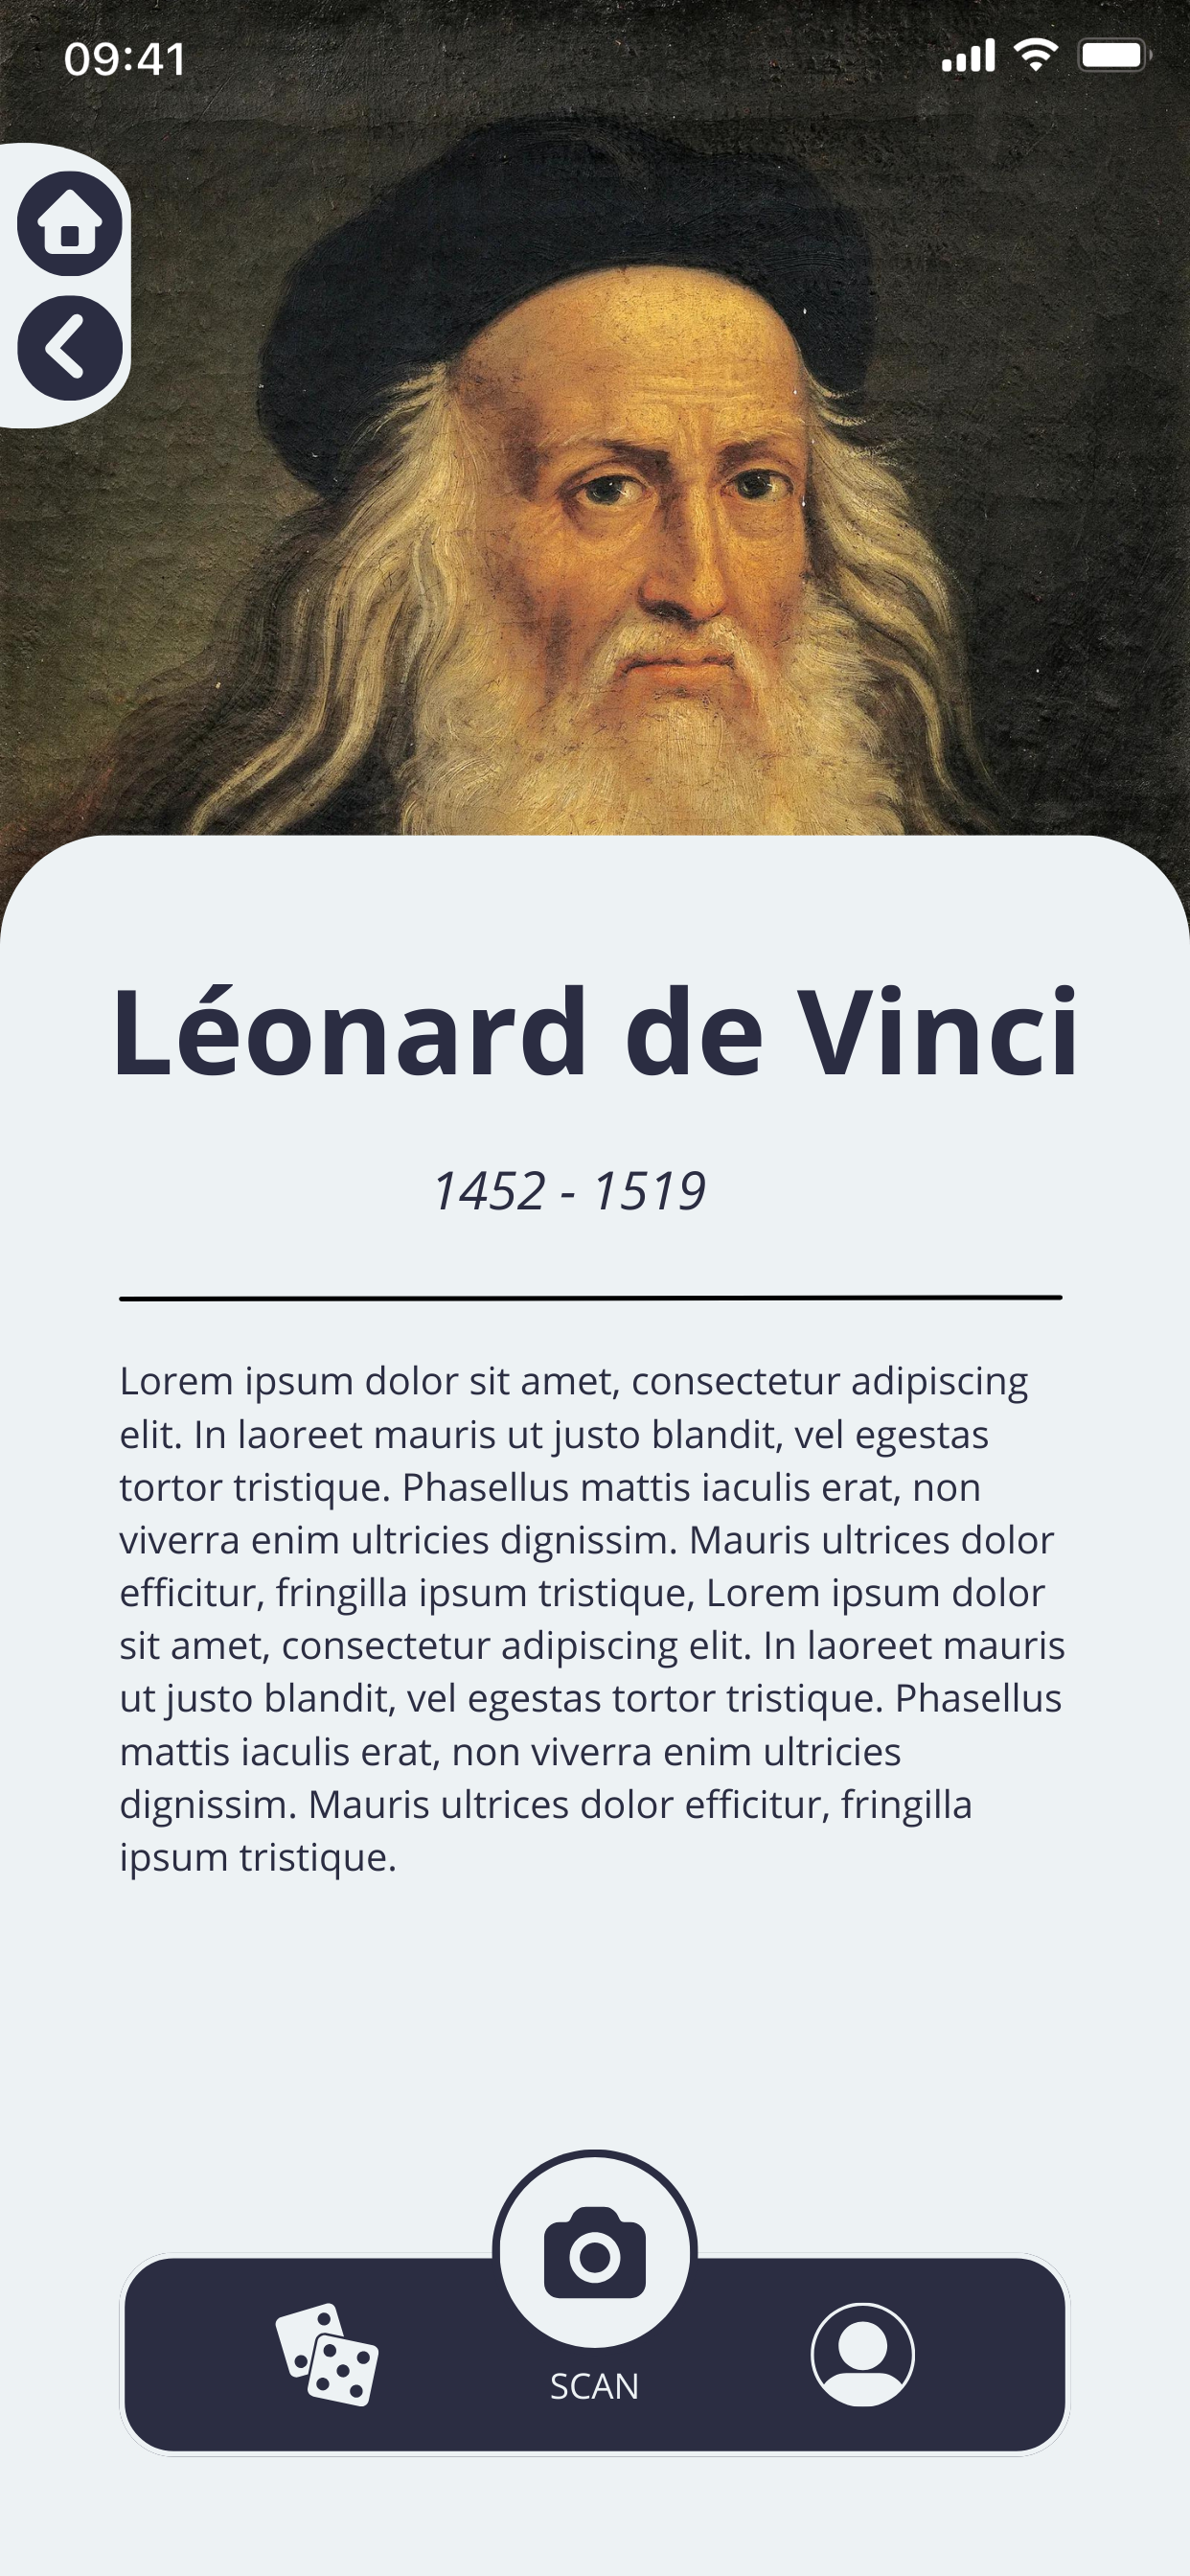 09:41
Léonard de Vinci
1452 - 1519
Lorem ipsum dolor sit amet, consectetur adipiscing
elit. In laoreet mauris ut justo blandit, vel egestas
tortor tristique. Phasellus mattis iaculis erat, non
viverra enim ultricies dignissim. Mauris ultrices dolor
efficitur, fringilla ipsum tristique, Lorem ipsum dolor
sit amet, consectetur adipiscing elit. In laoreet mauris
ut justo blandit, vel egestas tortor tristique. Phasellus
mattis iaculis erat, non viverra enim ultricies
dignissim. Mauris ultrices dolor efficitur, fringilla
ipsum tristique.
SCAN